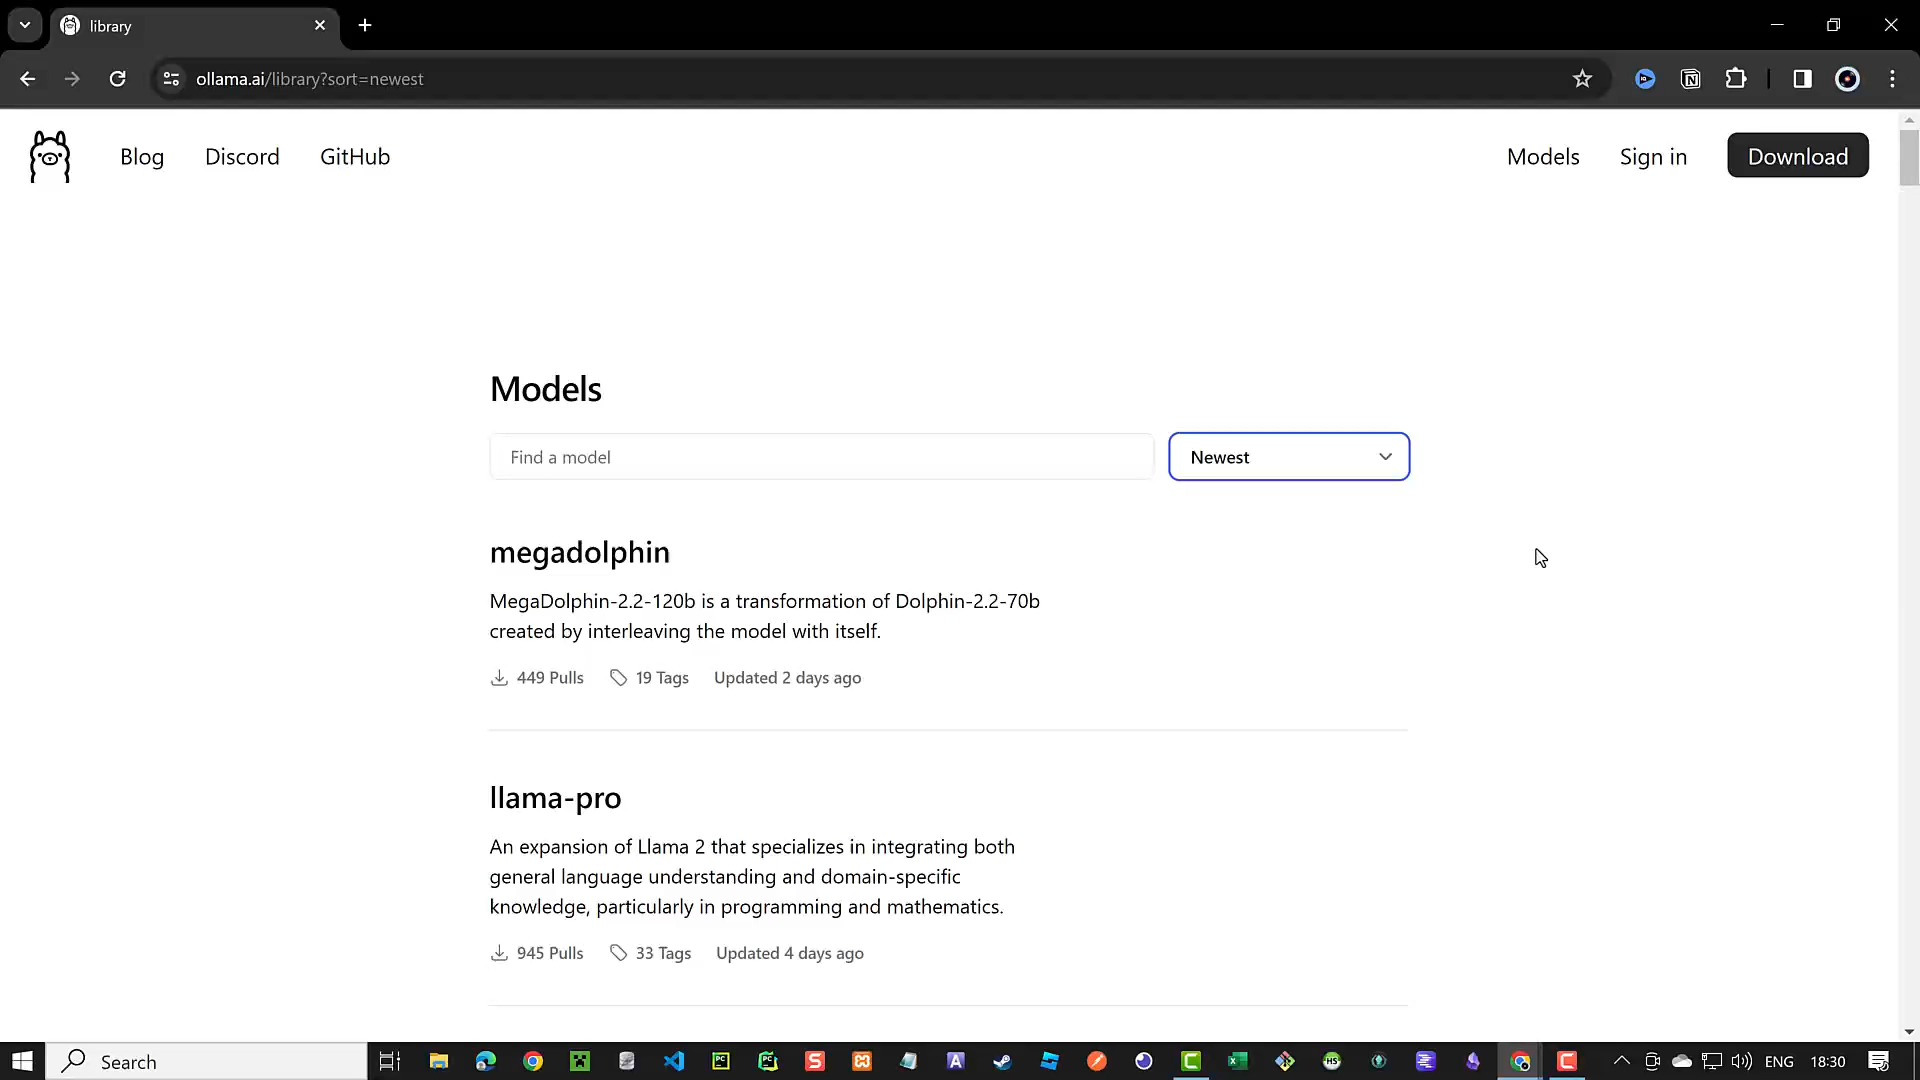 library
ollama.ai/library?sort=newest
Blog Discord GitHub Models Sign in Download
Models
Find a model Newest
megadolphin
MegaDolphin-2.2-120b is a transformation of Dolphin-2.2-70b
created by interleaving the model with itself.
449 Pulls 19 Tags Updated 2 days ago
llama-pro
An expansion of Llama 2 that specializes in integrating both
general language understanding and domain-specific
knowledge, particularly in programming and mathematics.
945 Pulls 33 Tags Updated 4 days ago
Search ENG 18:30